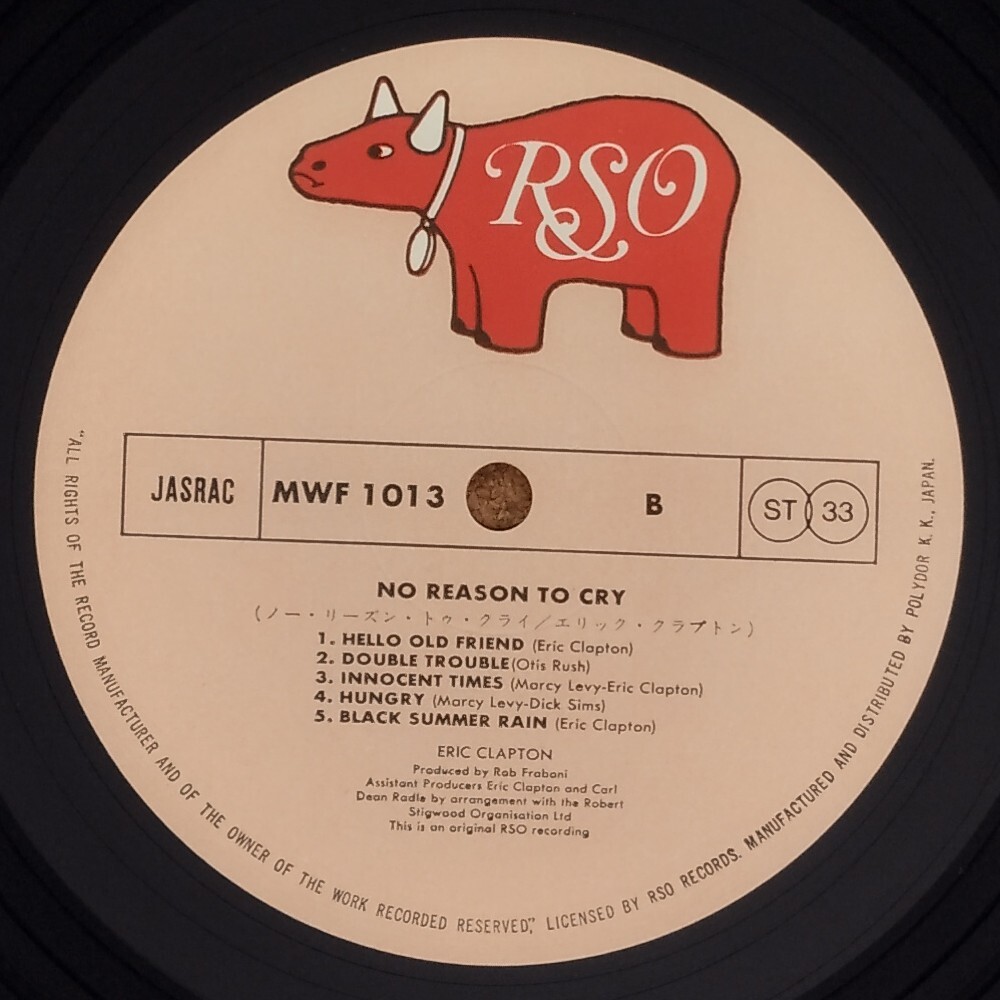 RSO
JASRAC
MWF 1013
B
ST 33
NO REASON TO CRY
(ノー・リーズン・トゥ・クライ/エリック・クラプトン)
1. HELLO OLD FRIEND (Eric Clapton)
2. DOUBLE TROUBLE(Otis Rush)
3. INNOCENT TIMES (Marcy Levy-Eric Clapton)
4. HUNGRY (Marcy Levy-Dick Sims)
5. BLACK SUMMER RAIN (Eric Clapton)
ERIC CLAPTON
Produced by Rob Fraboni
Assistant Producers Eric Clapton and Carl
Dean Radle by arrangement with the Robert
Stigwood Organisation Ltd
This is an original RSO recording
"ALL RIGHTS OF THE RECORD MANUFACTURER AND OF THE OWNER OF THE WORK RECORDED RESERVED," LICENSED BY RSO RECORDS. MANUFACTURED AND DISTRIBUTED BY POLYDOR K. K., JAPAN.